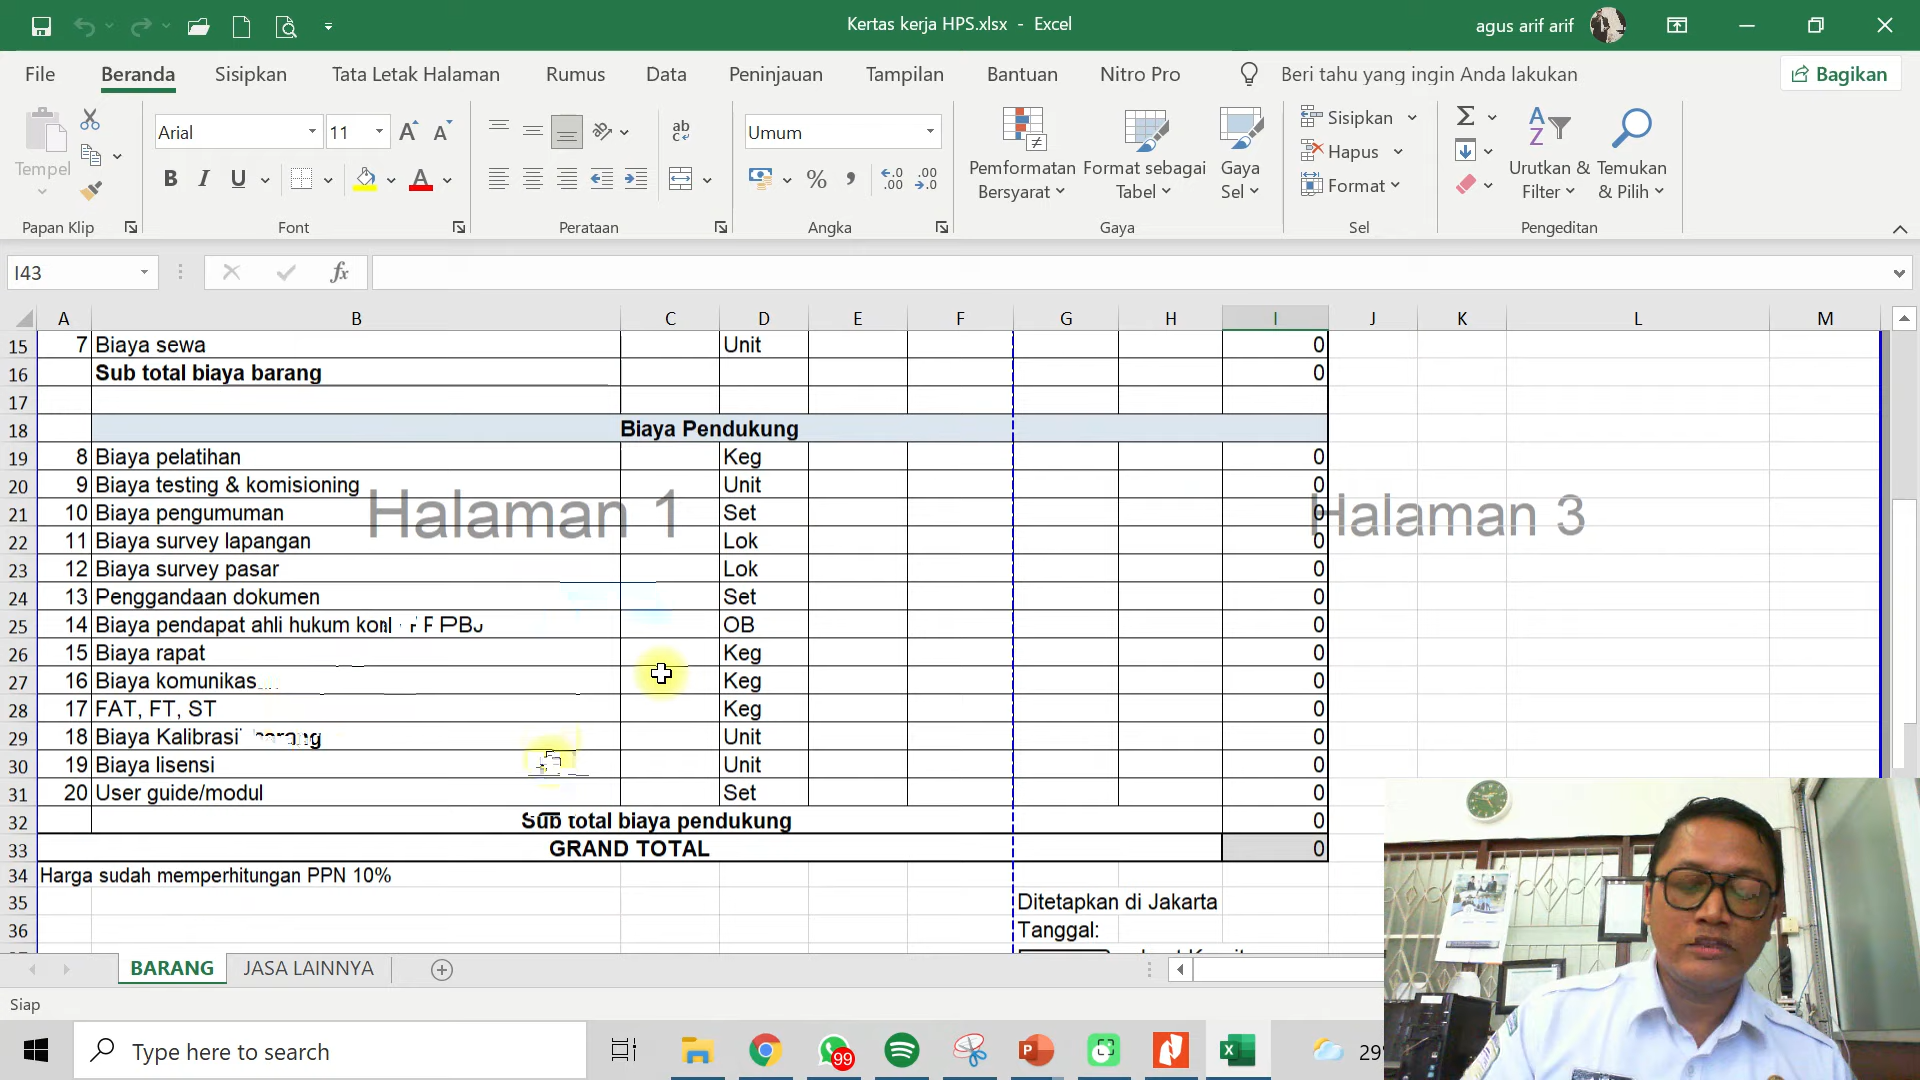 Kertas kerja HPS.xlsx - Excel
agus arif arif
File Beranda Sisipkan Tata Letak Halaman Rumus Data Peninjauan Tampilan Bantuan Nitro Pro Beri tahu yang ingin Anda lakukan Bagikan
Arial 11 Umum
Tempel
B I U A % ,
Pemformatan Bersyarat
Format sebagai Tabel
Gaya Sel
Sisipkan
Hapus
Format
Urutkan & Filter
Temukan & Pilih
Papan Klip Font Perataan Angka Gaya Sel Pengeditan
I43 fx
A B C D E F G H I J K L M
15 7 Biaya sewa Unit 0
16 Sub total biaya barang 0
17
18 Biaya Pendukung
19 8 Biaya pelatihan Keg 0
20 9 Biaya testing & komisioning Unit 0
Halaman 1 Halaman 3
21 10 Biaya pengumuman Set 0
22 11 Biaya survey lapangan Lok 0
23 12 Biaya survey pasar Lok 0
24 13 Penggandaan dokumen Set 0
25 14 Biaya pendapat ahli hukum OB 0
26 15 Biaya rapat Keg 0
27 16 Biaya komunikas Keg 0
28 17 FAT, FT, ST Keg 0
29 18 Biaya Kalibrasi barang Unit 0
30 19 Biaya lisensi Unit 0
31 20 User guide/modul Set 0
32 Sub total biaya pendukung 0
33 GRAND TOTAL 0
34 Harga sudah memperhitungan PPN 10%
35 Ditetapkan di Jakarta
36 Tanggal:
BARANG JASA LAINNYA
Siap
Type here to search
99
29